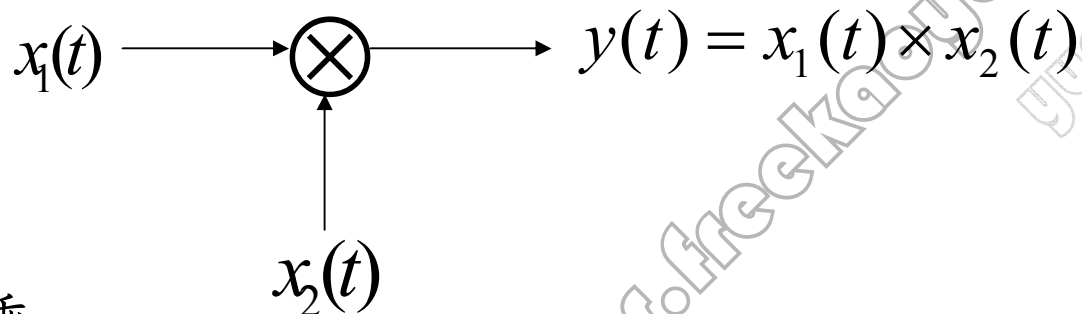 x₁(t) ⊗ y(t) = x₁(t) × x₂(t)
x₂(t)